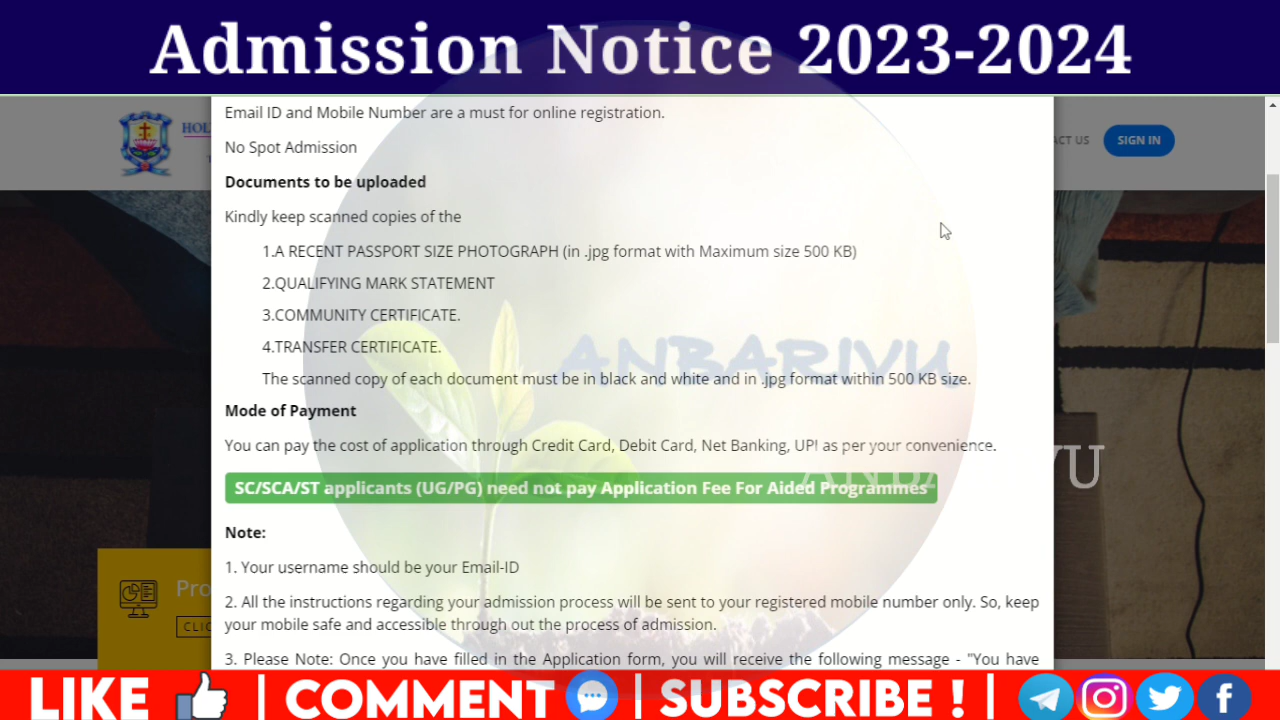 Admission Notice 2023-2024
HOL
ACT US
SIGN IN
Email ID and Mobile Number are a must for online registration.
No Spot Admission
Documents to be uploaded
Kindly keep scanned copies of the
1.A RECENT PASSPORT SIZE PHOTOGRAPH (in .jpg format with Maximum size 500 KB)
2.QUALIFYING MARK STATEMENT
3.COMMUNITY CERTIFICATE.
4.TRANSFER CERTIFICATE.
ANBARIVU
The scanned copy of each document must be in black and white and in .jpg format within 500 KB size.
Mode of Payment
You can pay the cost of application through Credit Card, Debit Card, Net Banking, UPI as per your convenience.
ANBARIVU
SC/SCA/ST applicants (UG/PG) need not pay Application Fee For Aided Programmes
Note:
1. Your username should be your Email-ID
Pro
CLIC
2. All the instructions regarding your admission process will be sent to your registered mobile number only. So, keep
your mobile safe and accessible through out the process of admission.
3. Please Note: Once you have filled in the Application form, you will receive the following message - "You have
LIKE | COMMENT | SUBSCRIBE ! |